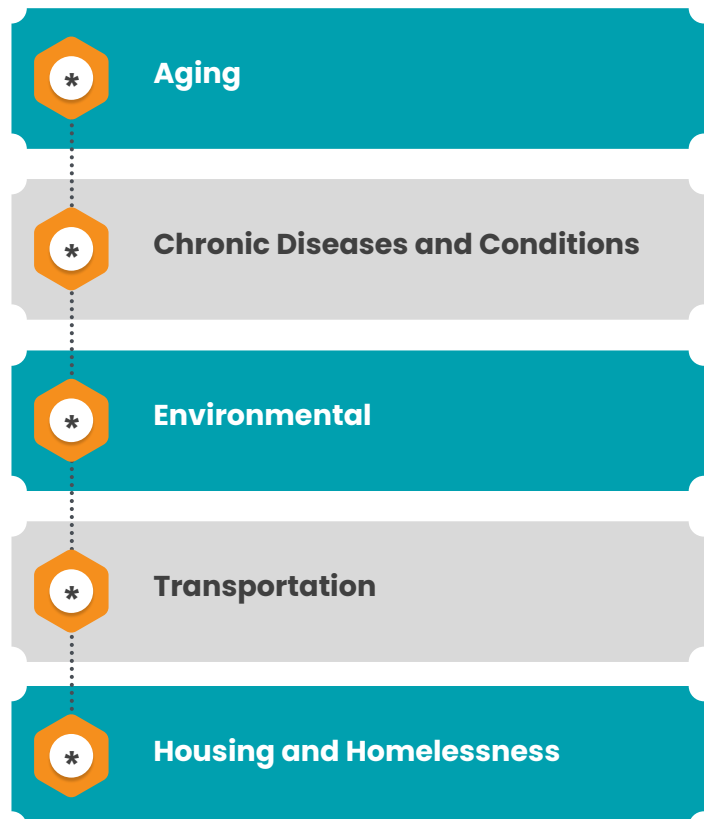 * Aging
* Chronic Diseases and Conditions
* Environmental
* Transportation
* Housing and Homelessness